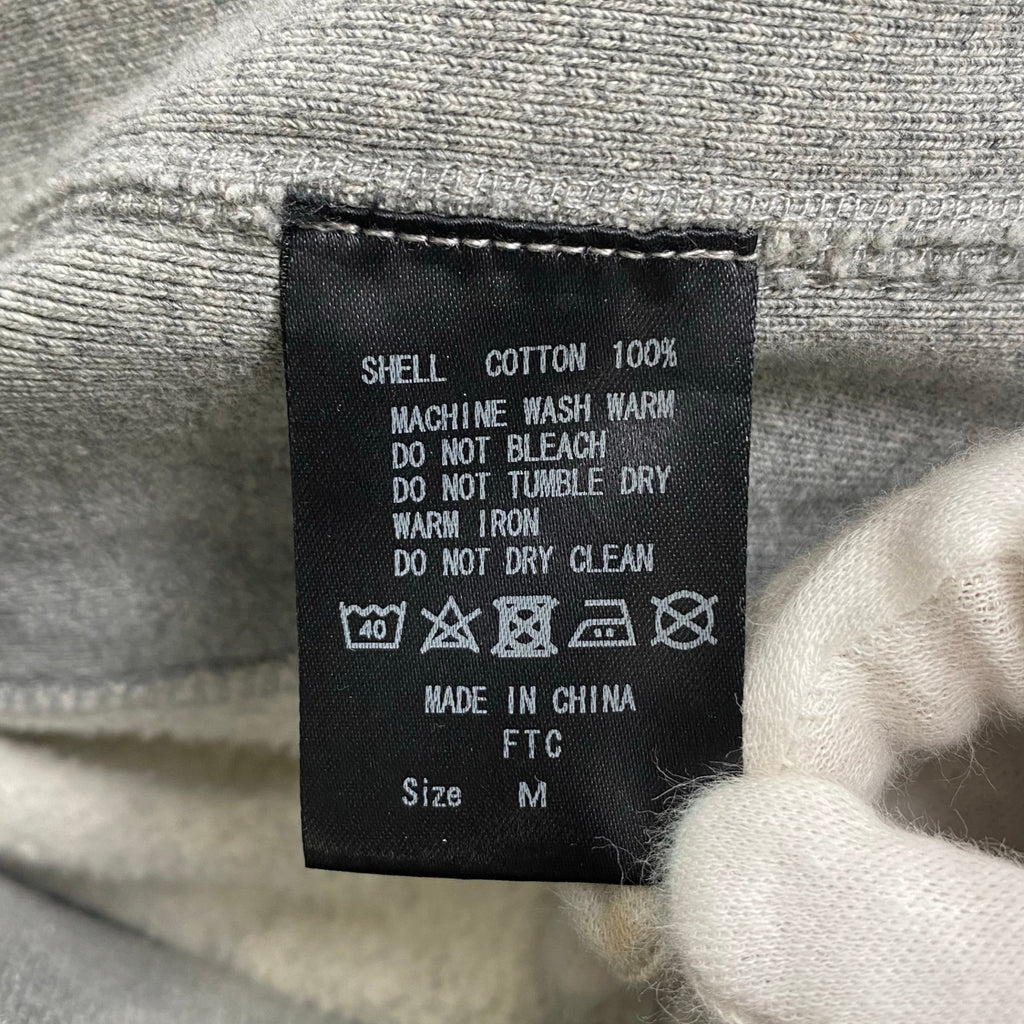 SHELL COTTON 100%
MACHINE WASH WARM
DO NOT BLEACH
DO NOT TUMBLE DRY
WARM IRON
DO NOT DRY CLEAN
40
MADE IN CHINA
FTC
Size M